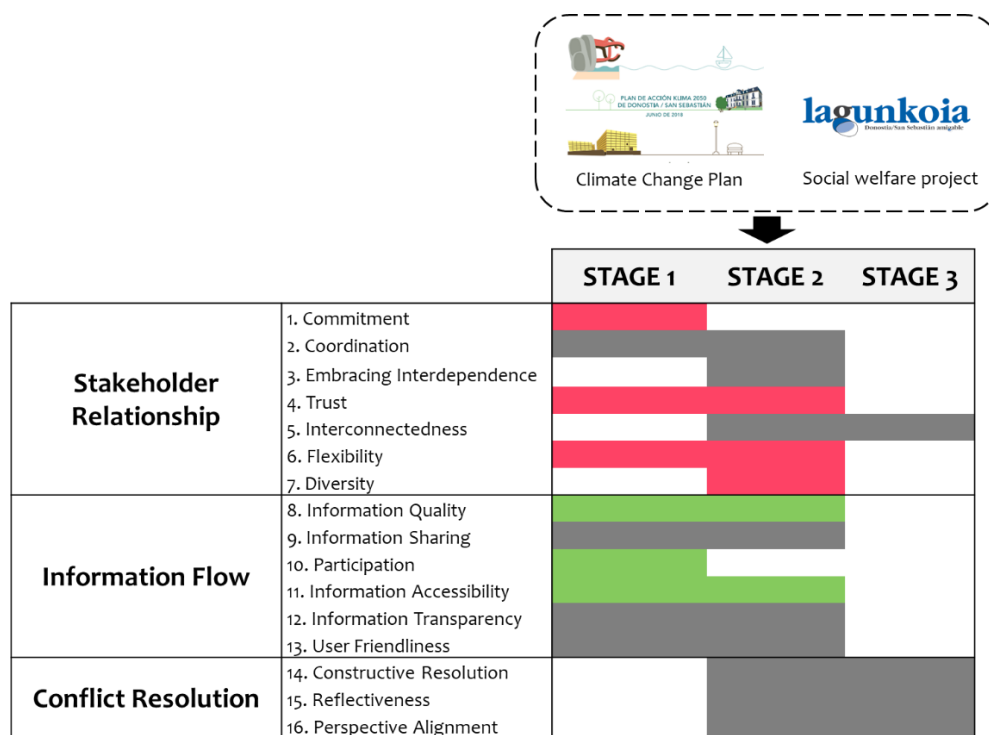 PLAN DE ACCIÓN KLIMA 2050
DE DONOSTIA / SAN SEBASTIÁN
JUNIO DE 2018
lagunkoia
Donostia/San Sebastián amigable
Climate Change Plan
Social welfare project
STAGE 1
STAGE 2
STAGE 3
Stakeholder
Relationship
1. Commitment
2. Coordination
3. Embracing Interdependence
4. Trust
5. Interconnectedness
6. Flexibility
7. Diversity
Information Flow
8. Information Quality
9. Information Sharing
10. Participation
11. Information Accessibility
12. Information Transparency
13. User Friendliness
Conflict Resolution
14. Constructive Resolution
15. Reflectiveness
16. Perspective Alignment